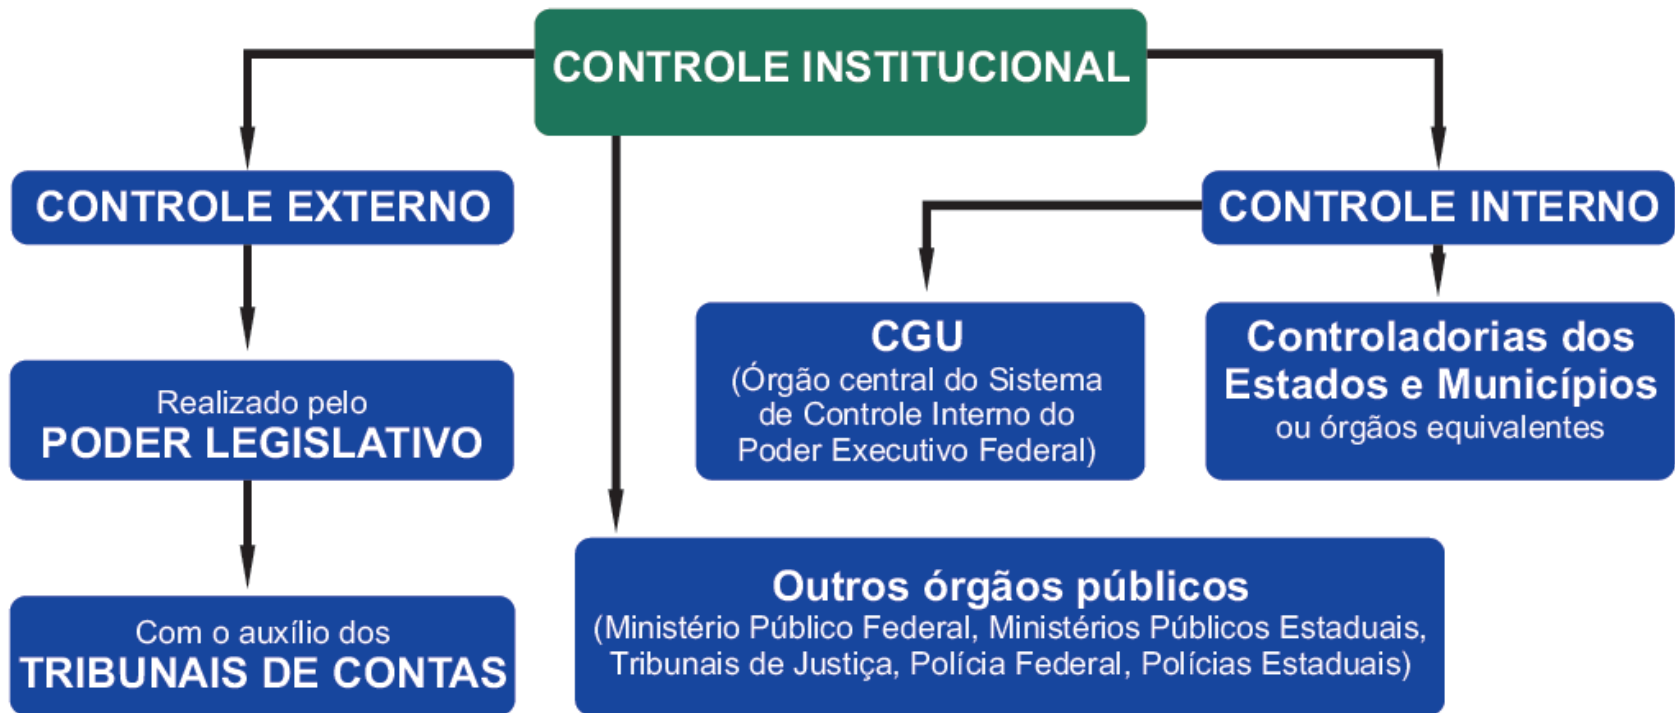 CONTROLE INSTITUCIONAL
CONTROLE EXTERNO
CONTROLE INTERNO
Realizado pelo
PODER LEGISLATIVO
CGU
(Órgão central do Sistema
de Controle Interno do
Poder Executivo Federal)
Controladorias dos
Estados e Municípios
ou órgãos equivalentes
Com o auxílio dos
TRIBUNAIS DE CONTAS
Outros órgãos públicos
(Ministério Público Federal, Ministérios Públicos Estaduais,
Tribunais de Justiça, Polícia Federal, Polícias Estaduais)